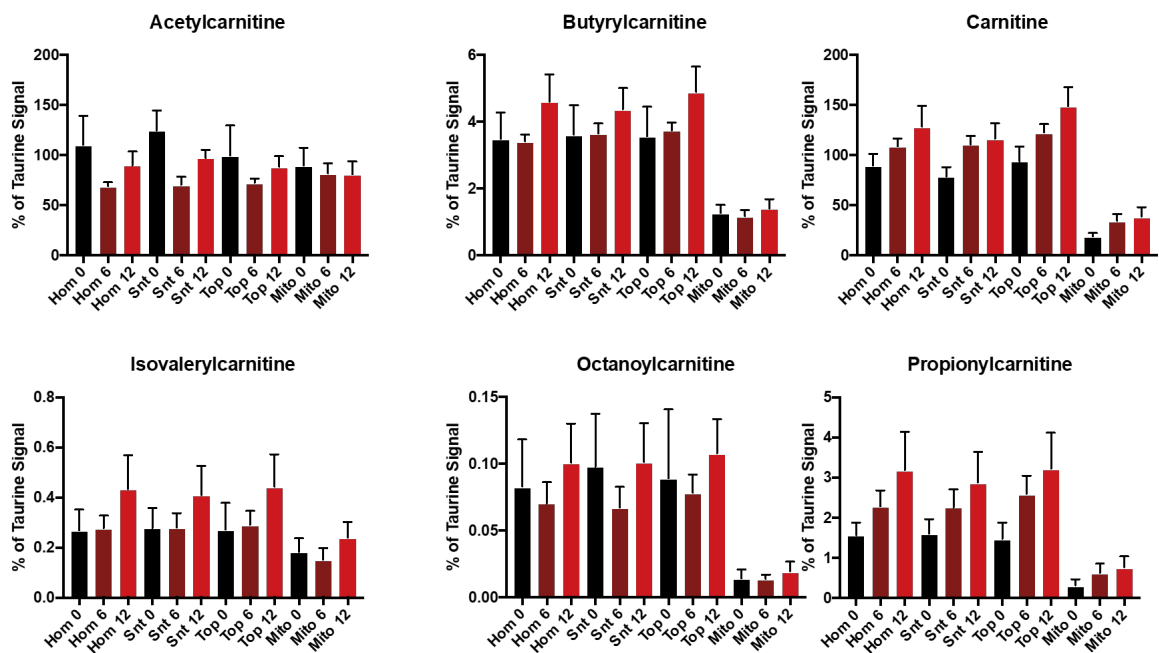 Acetylcarnitine
% of Taurine Signal
200
150
100
50
0
Hom 0
Hom 6
Hom 12
Snt 0
Snt 6
Snt 12
Top 0
Top 6
Top 12
Mito 0
Mito 6
Mito 12
Butyrylcarnitine
% of Taurine Signal
6
4
2
0
Hom 0
Hom 6
Hom 12
Snt 0
Snt 6
Snt 12
Top 0
Top 6
Top 12
Mito 0
Mito 6
Mito 12
Carnitine
% of Taurine Signal
200
150
100
50
0
Hom 0
Hom 6
Hom 12
Snt 0
Snt 6
Snt 12
Top 0
Top 6
Top 12
Mito 0
Mito 6
Mito 12
Isovalerylcarnitine
% of Taurine Signal
0.8
0.6
0.4
0.2
0.0
Hom 0
Hom 6
Hom 12
Snt 0
Snt 6
Snt 12
Top 0
Top 6
Top 12
Mito 0
Mito 6
Mito 12
Octanoylcarnitine
% of Taurine Signal
0.15
0.10
0.05
0.00
Hom 0
Hom 6
Hom 12
Snt 0
Snt 6
Snt 12
Top 0
Top 6
Top 12
Mito 0
Mito 6
Mito 12
Propionylcarnitine
% of Taurine Signal
5
4
3
2
1
0
Hom 0
Hom 6
Hom 12
Snt 0
Snt 6
Snt 12
Top 0
Top 6
Top 12
Mito 0
Mito 6
Mito 12